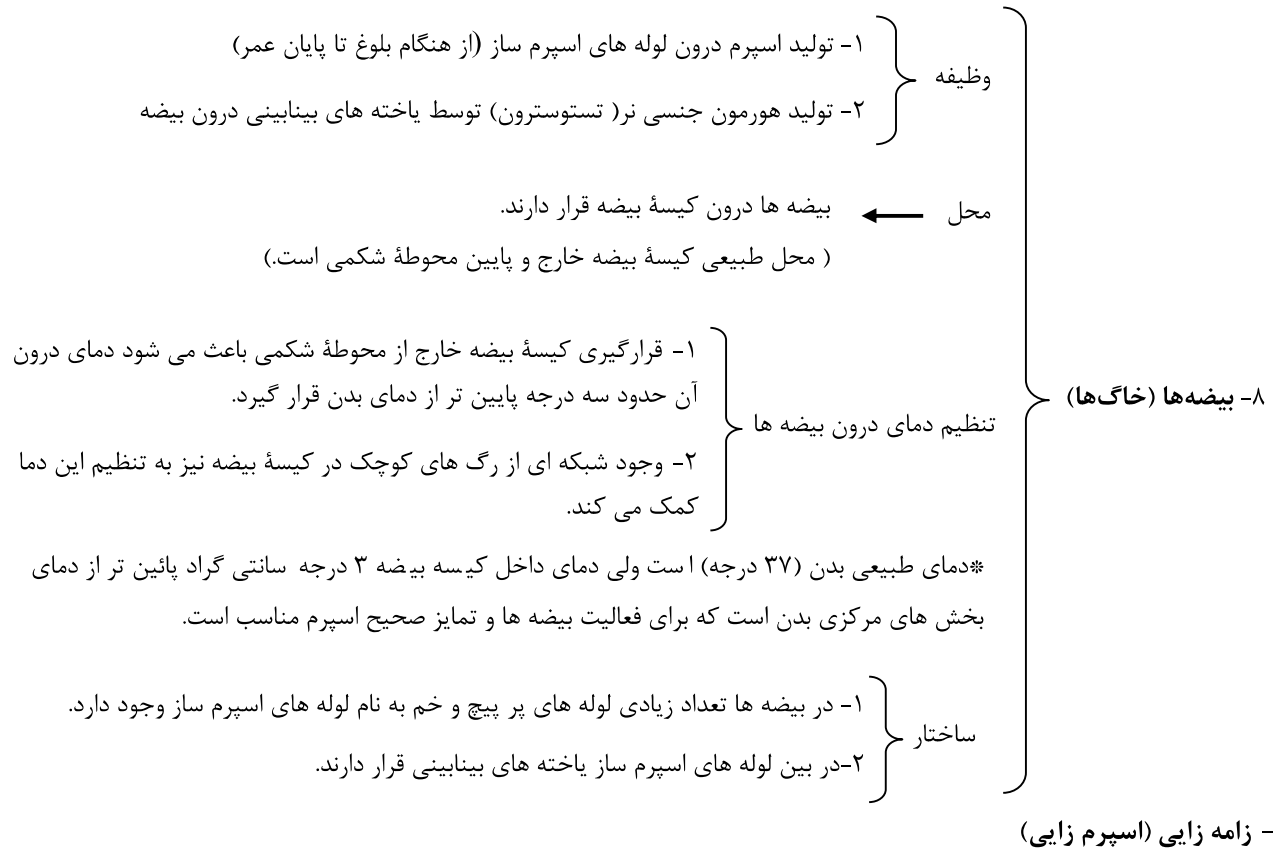 ۱- تولید اسپرم درون لوله های اسپرم ساز (از هنگام بلوغ تا پایان عمر)
وظیفه
۲- تولید هورمون جنسی نر( تستوسترون) توسط یاخته های بینابینی درون بیضه
محل
بیضه ها درون کیسۀ بیضه قرار دارند.
( محل طبیعی کیسۀ بیضه خارج و پایین محوطۀ شکمی است.)
۸- بیضه‌ها (خاگ‌ها)
تنظیم دمای درون بیضه ها
۱- قرارگیری کیسۀ بیضه خارج از محوطۀ شکمی باعث می شود دمای درون
آن حدود سه درجه پایین تر از دمای بدن قرار گیرد.
۲- وجود شبکه ای از رگ های کوچک در کیسۀ بیضه نیز به تنظیم این دما
کمک می کند.
*دمای طبیعی بدن (۳۷ درجه) است ولی دمای داخل کیسه بیضه ۳ درجه سانتی گراد پائین تر از دمای
بخش های مرکزی بدن است که برای فعالیت بیضه ها و تمایز صحیح اسپرم مناسب است.
ساختار
۱- در بیضه ها تعداد زیادی لوله های پر پیچ و خم به نام لوله های اسپرم ساز وجود دارد.
۲-در بین لوله های اسپرم ساز یاخته های بینابینی قرار دارند.
- زامه زایی (اسپرم زایی)